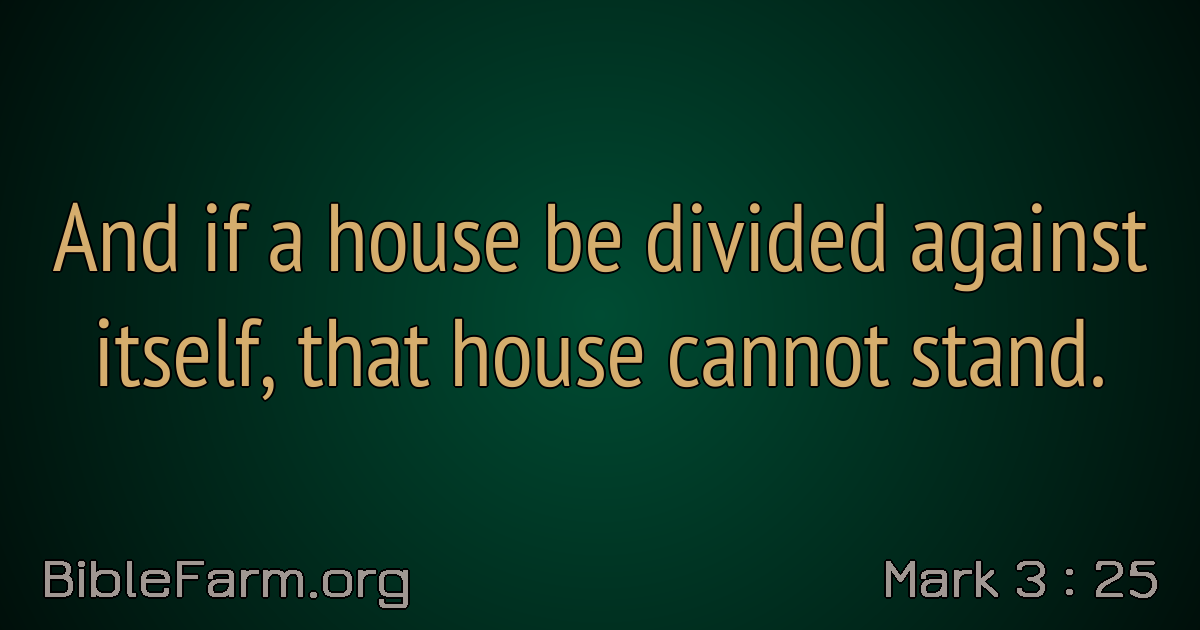 And if a house be divided against
itself, that house cannot stand.
BibleFarm.org
Mark 3 : 25